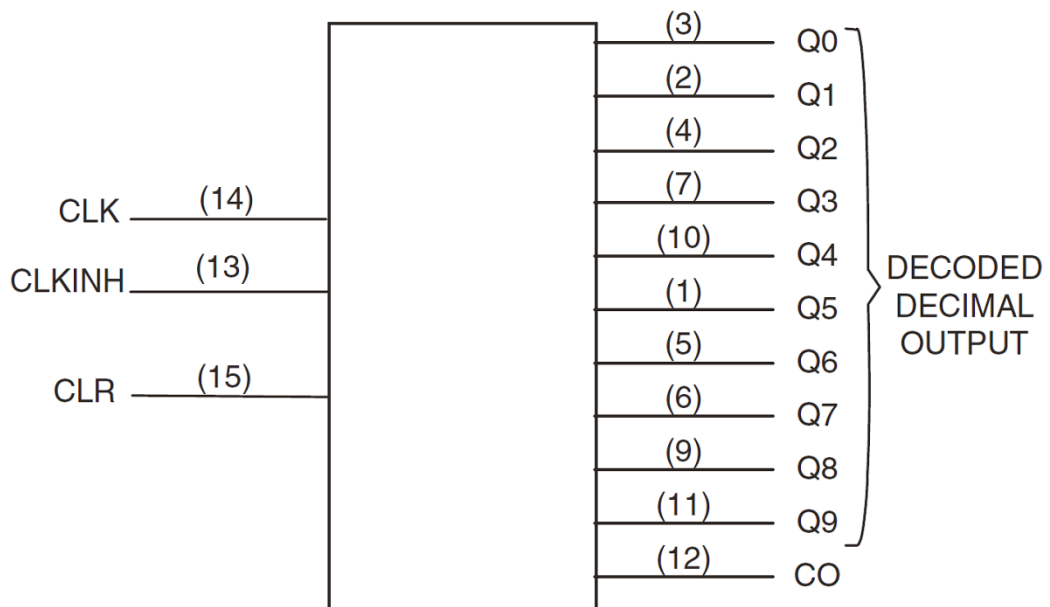 (3) Q0
(2) Q1
(4) Q2
(7) Q3
CLK (14)
(10) Q4
CLKINH (13)
(1) Q5
DECODED
DECIMAL
OUTPUT
(5) Q6
CLR (15)
(6) Q7
(9) Q8
(11) Q9
(12) CO